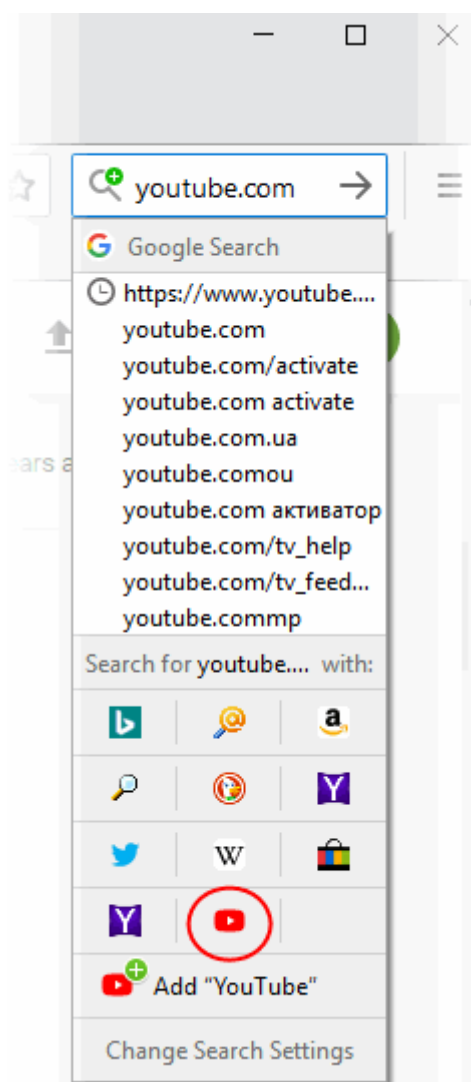 youtube.com
Google Search
https://www.youtube....
youtube.com
youtube.com/activate
youtube.com activate
youtube.com.ua
ears a
youtube.comou
youtube.com активатор
youtube.com/tv_help
youtube.com/tv_feed...
youtube.commp
Search for youtube.... with:
Add "YouTube"
Change Search Settings